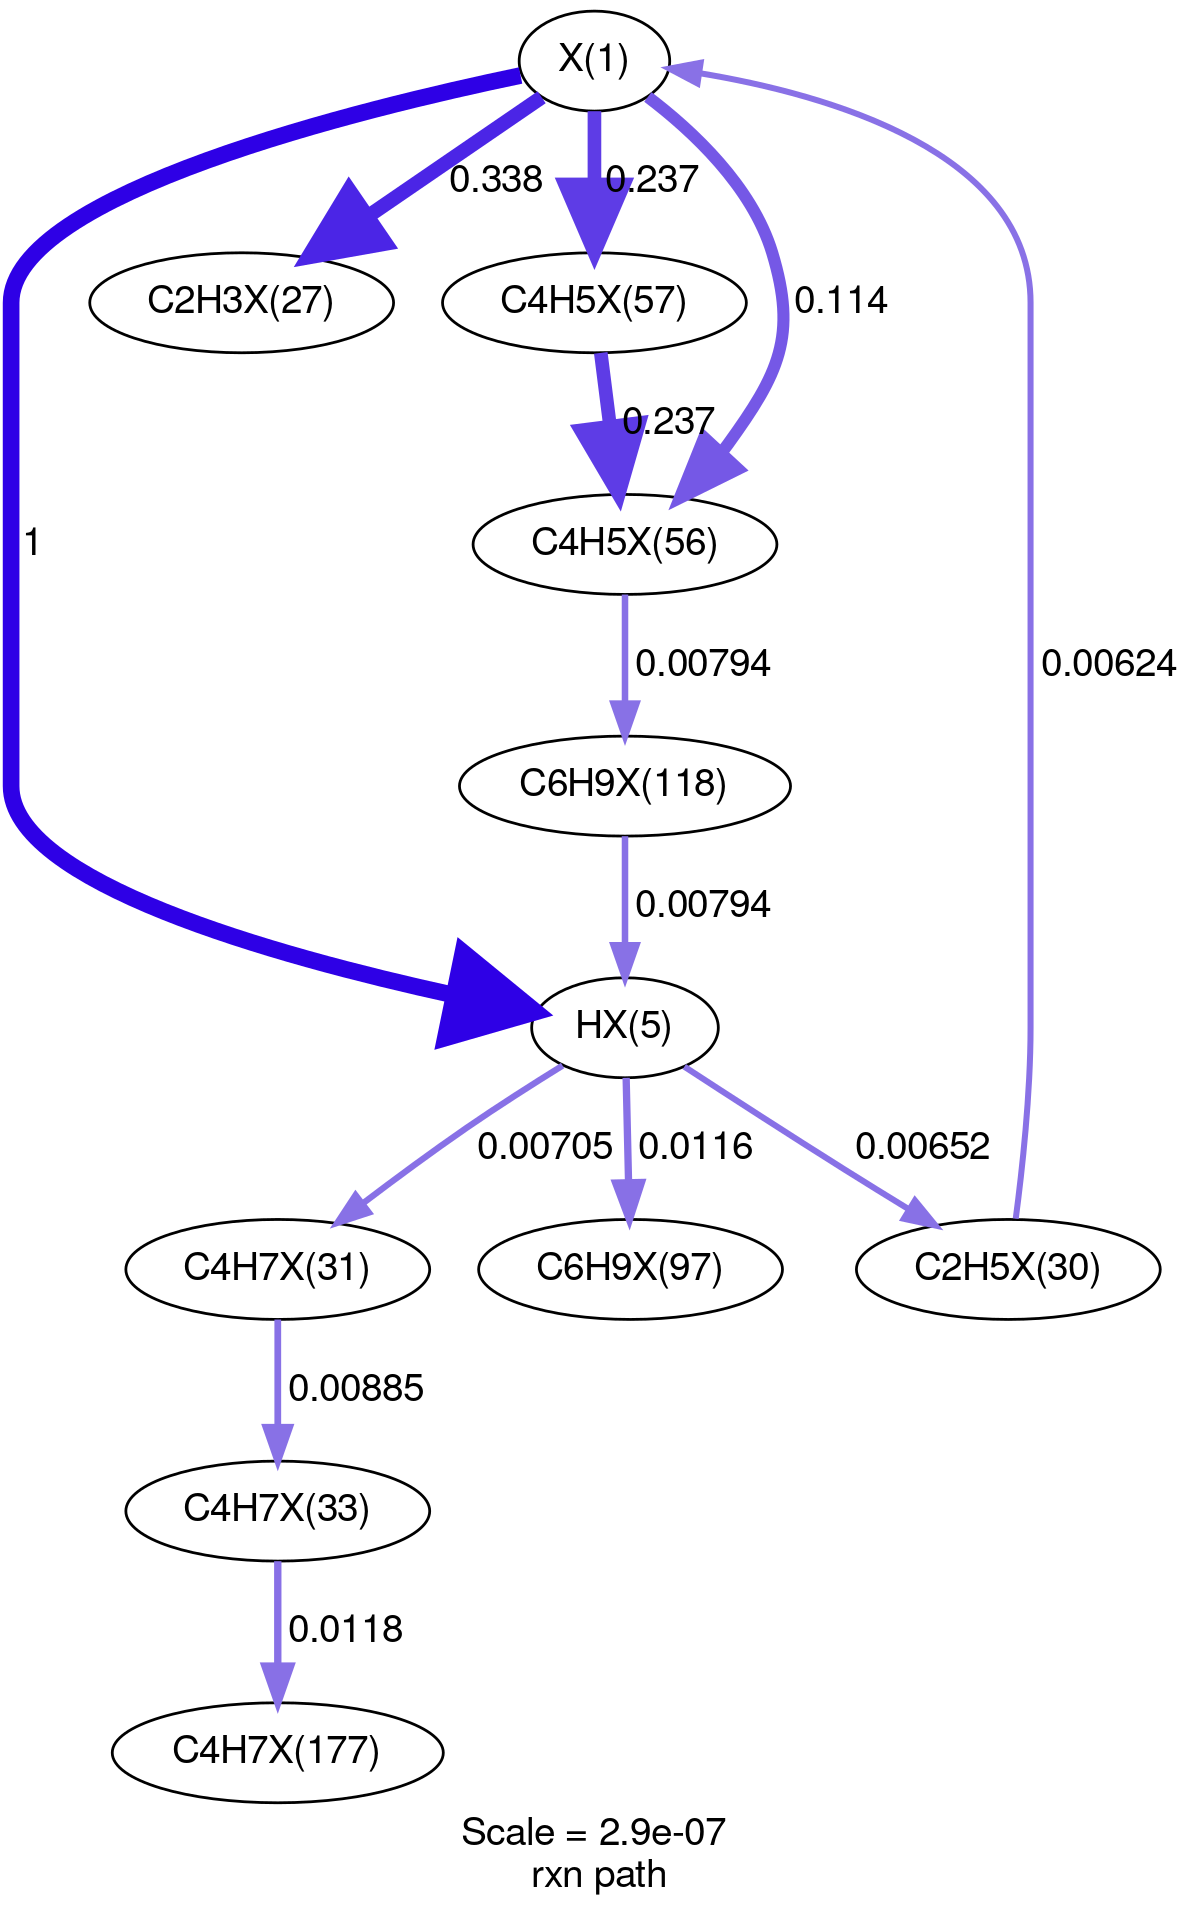 X(1)
0.338
0.237
C2H3X(27)
C4H5X(57)
0.114
0.237
1
C4H5X(56)
0.00794
0.00624
C6H9X(118)
0.00794
HX(5)
0.00705
0.0116
0.00652
C4H7X(31)
C6H9X(97)
C2H5X(30)
0.00885
C4H7X(33)
0.0118
C4H7X(177)
Scale = 2.9e-07
rxn path